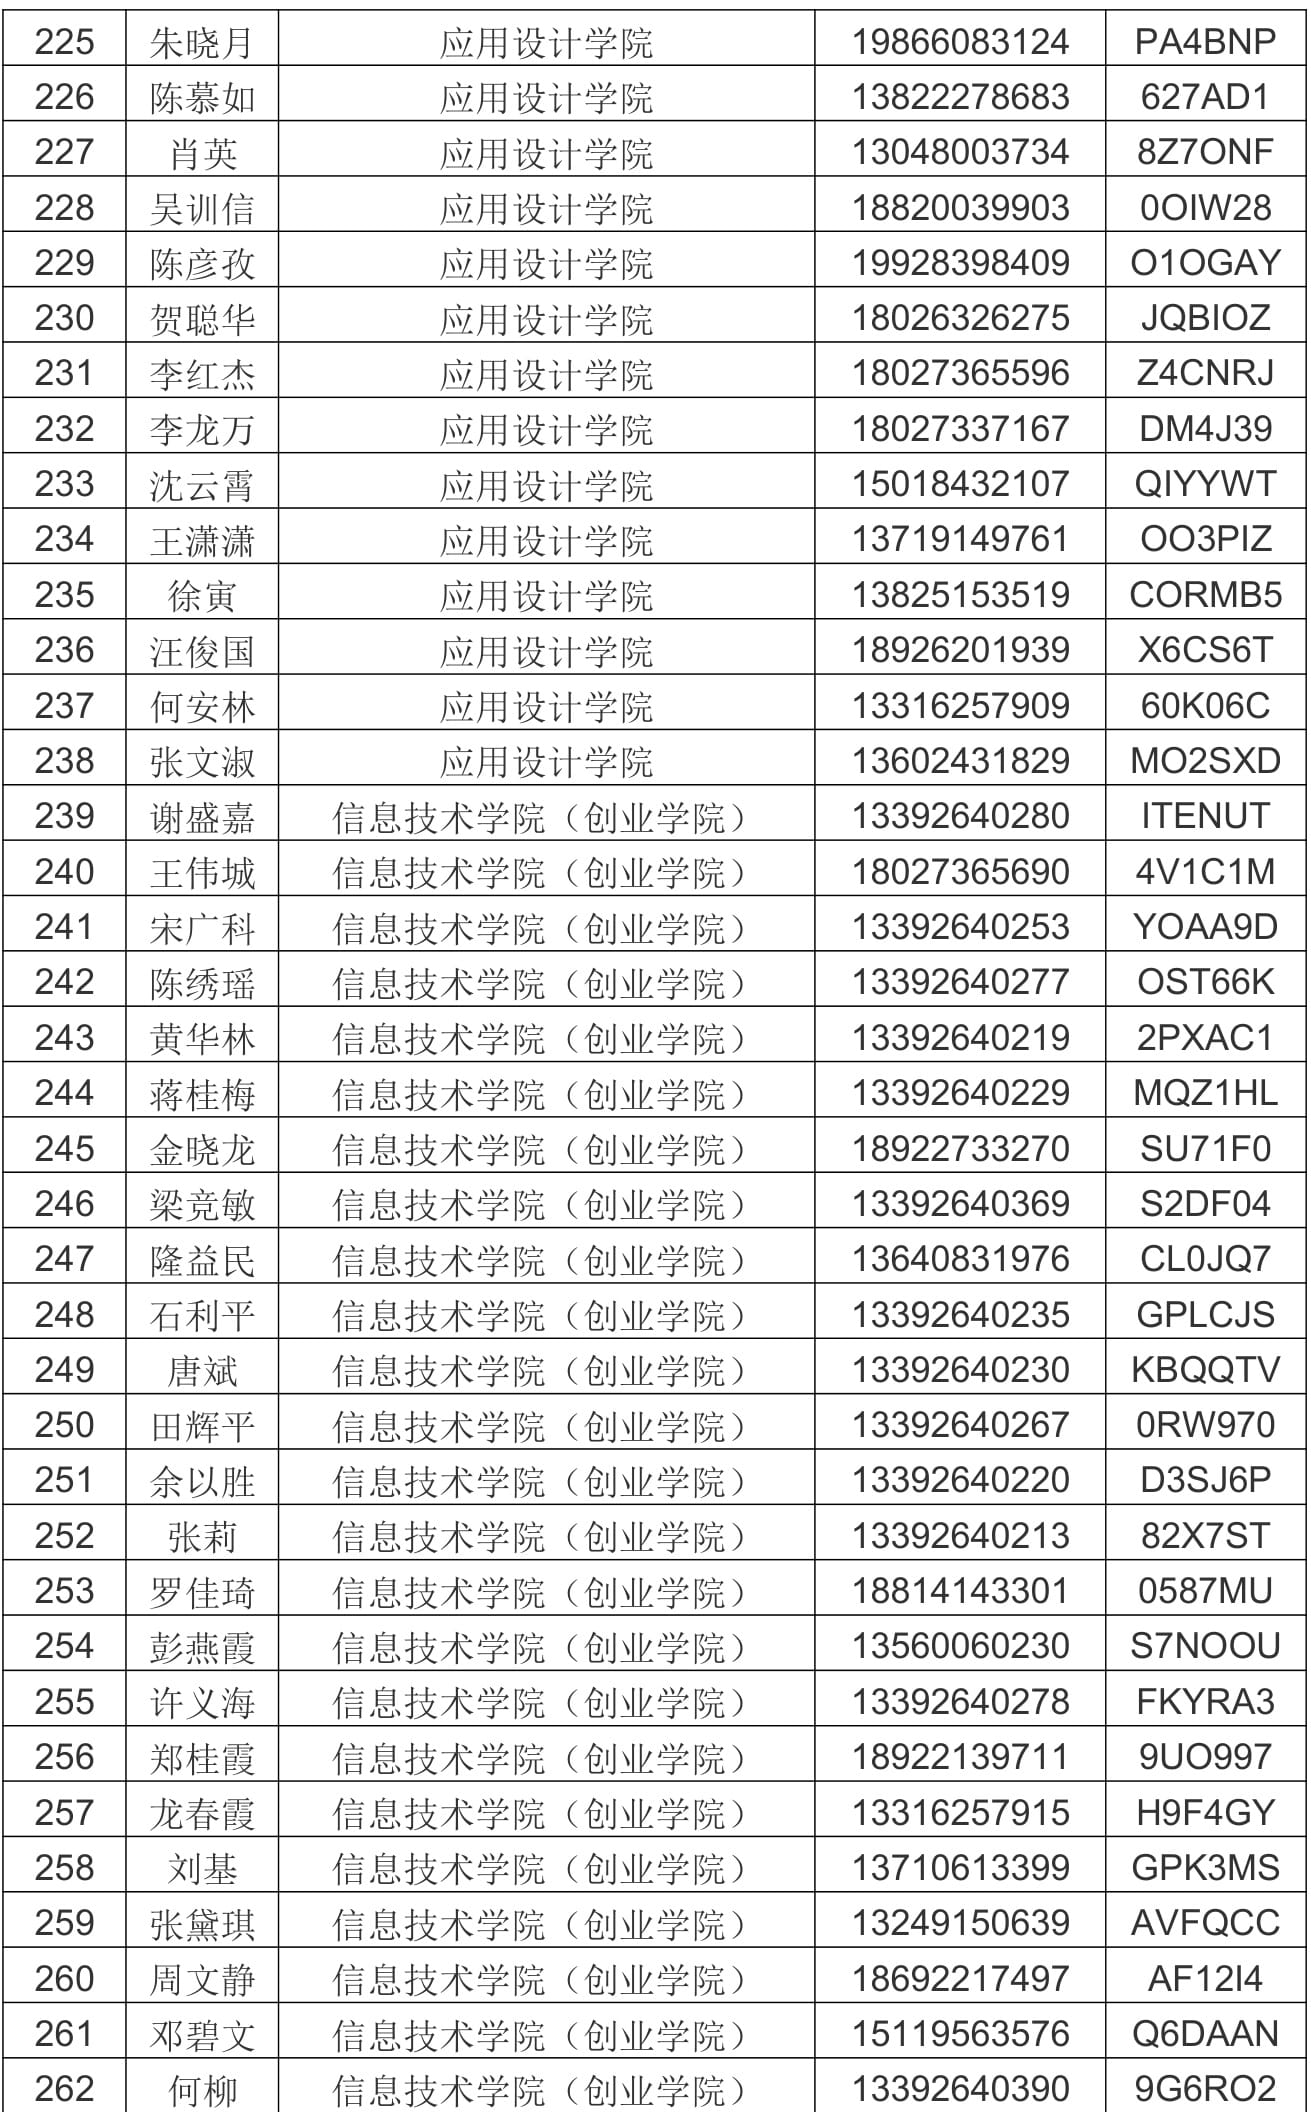 225 朱晓月 应用设计学院 19866083124 PA4BNP
226 陈慕如 应用设计学院 13822278683 627AD1
227 肖英 应用设计学院 13048003734 8Z7ONF
228 吴训信 应用设计学院 18820039903 0OIW28
229 陈彦孜 应用设计学院 19928398409 O1OGAY
230 贺聪华 应用设计学院 18026326275 JQBIOZ
231 李红杰 应用设计学院 18027365596 Z4CNRJ
232 李龙万 应用设计学院 18027337167 DM4J39
233 沈云霄 应用设计学院 15018432107 QIYYWT
234 王潇潇 应用设计学院 13719149761 OO3PIZ
235 徐寅 应用设计学院 13825153519 CORMB5
236 汪俊国 应用设计学院 18926201939 X6CS6T
237 何安林 应用设计学院 13316257909 60K06C
238 张文淑 应用设计学院 13602431829 MO2SXD
239 谢盛嘉 信息技术学院（创业学院） 13392640280 ITENUT
240 王伟城 信息技术学院（创业学院） 18027365690 4V1C1M
241 宋广科 信息技术学院（创业学院） 13392640253 YOAA9D
242 陈绣瑶 信息技术学院（创业学院） 13392640277 OST66K
243 黄华林 信息技术学院（创业学院） 13392640219 2PXAC1
244 蒋桂梅 信息技术学院（创业学院） 13392640229 MQZ1HL
245 金晓龙 信息技术学院（创业学院） 18922733270 SU71F0
246 梁竞敏 信息技术学院（创业学院） 13392640369 S2DF04
247 隆益民 信息技术学院（创业学院） 13640831976 CL0JQ7
248 石利平 信息技术学院（创业学院） 13392640235 GPLCJS
249 唐斌 信息技术学院（创业学院） 13392640230 KBQQTV
250 田辉平 信息技术学院（创业学院） 13392640267 0RW970
251 余以胜 信息技术学院（创业学院） 13392640220 D3SJ6P
252 张莉 信息技术学院（创业学院） 13392640213 82X7ST
253 罗佳琦 信息技术学院（创业学院） 18814143301 0587MU
254 彭燕霞 信息技术学院（创业学院） 13560060230 S7NOOU
255 许义海 信息技术学院（创业学院） 13392640278 FKYRA3
256 郑桂霞 信息技术学院（创业学院） 18922139711 9UO997
257 龙春霞 信息技术学院（创业学院） 13316257915 H9F4GY
258 刘基 信息技术学院（创业学院） 13710613399 GPK3MS
259 张黛琪 信息技术学院（创业学院） 13249150639 AVFQCC
260 周文静 信息技术学院（创业学院） 18692217497 AF12I4
261 邓碧文 信息技术学院（创业学院） 15119563576 Q6DAAN
262 何柳 信息技术学院（创业学院） 13392640390 9G6RO2